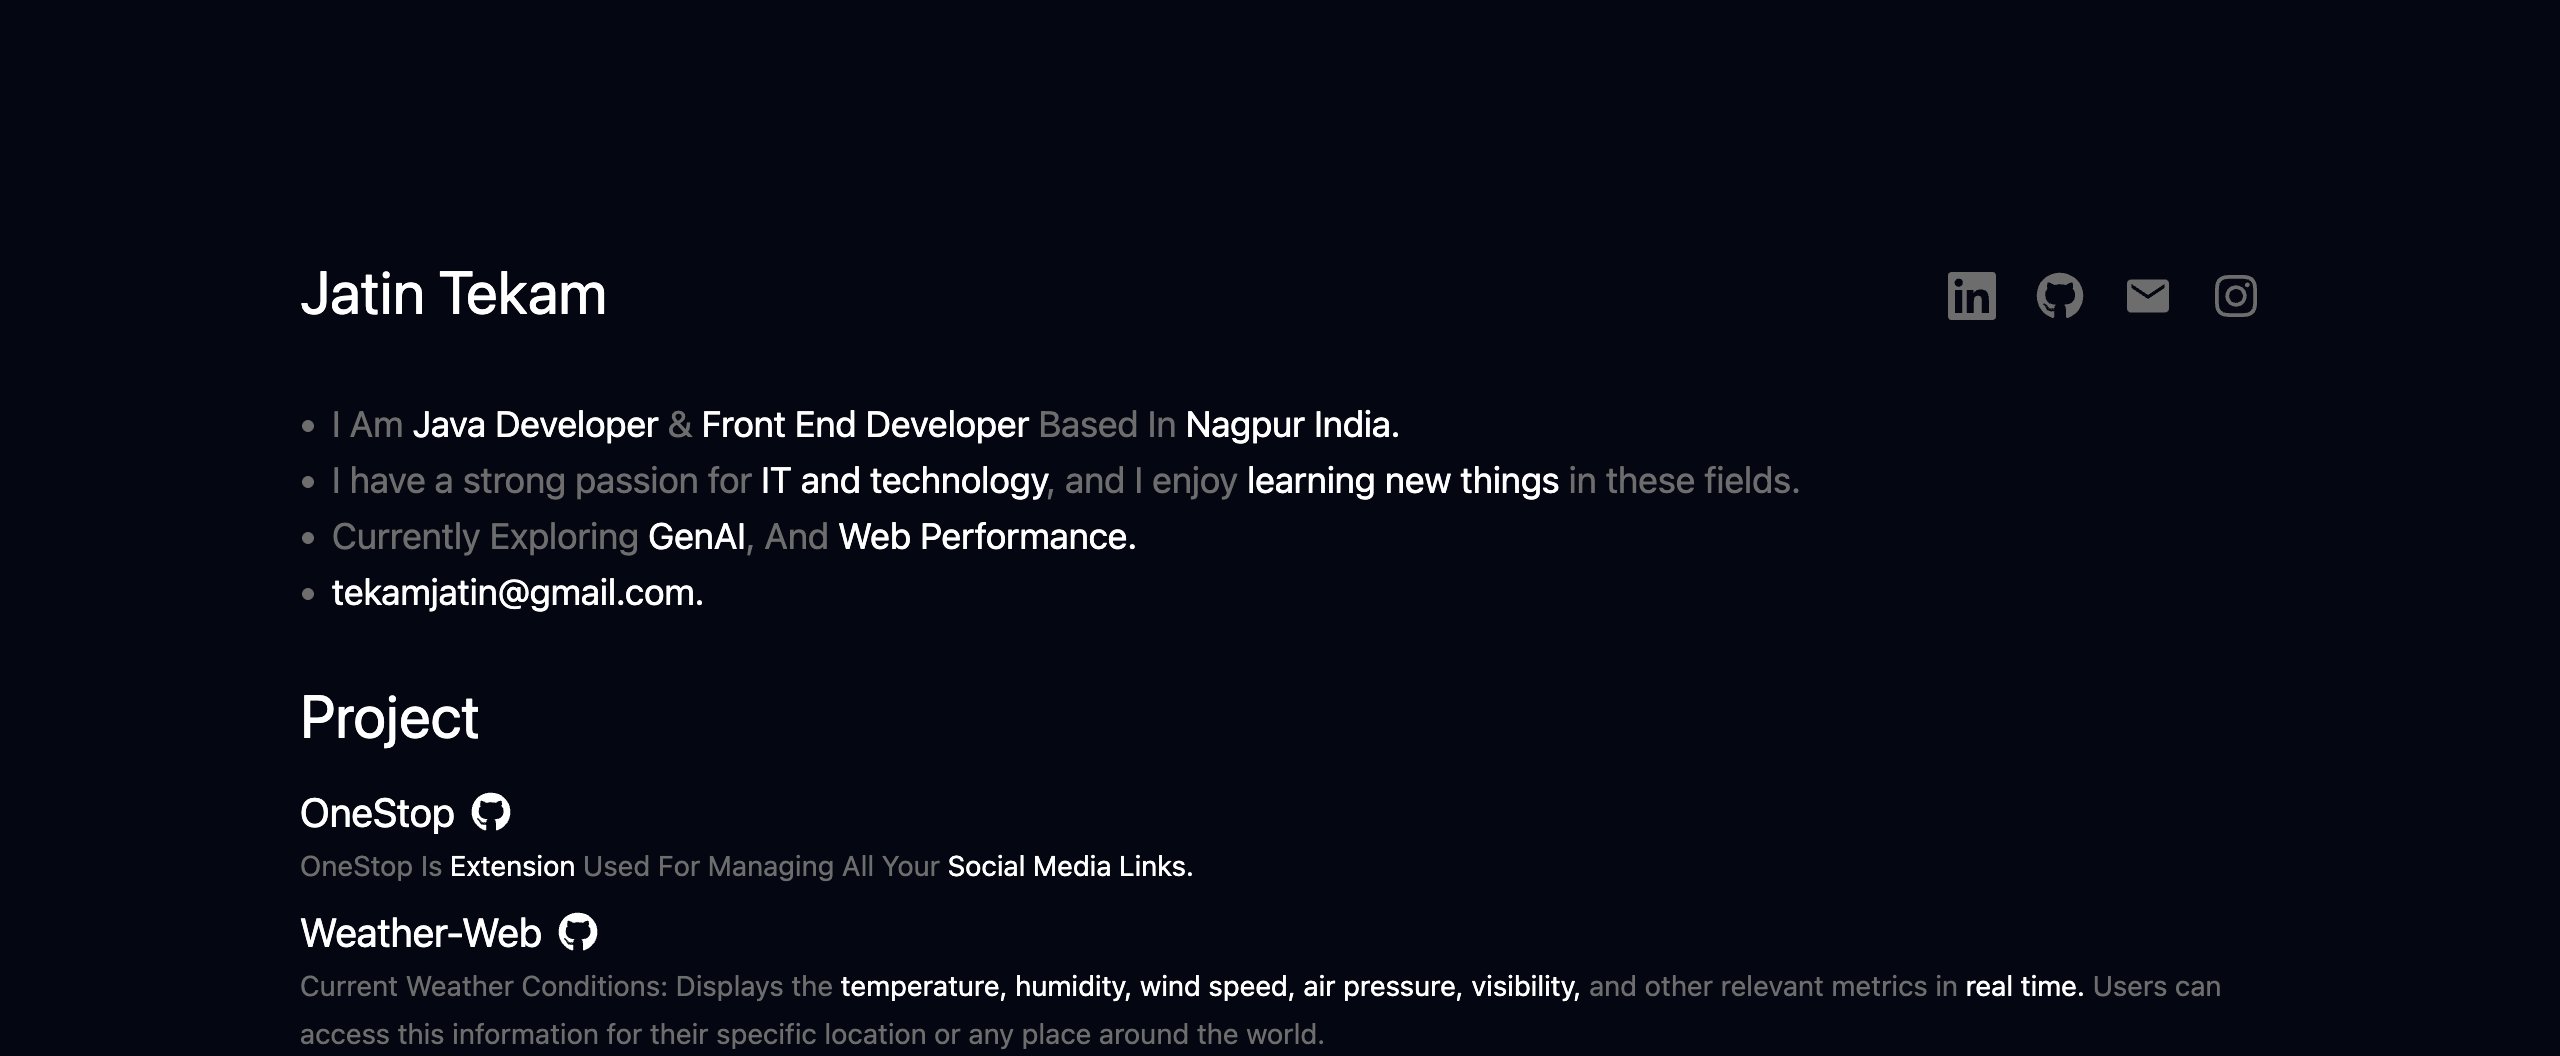 Jatin Tekam
in
• I Am Java Developer & Front End Developer Based In Nagpur India.
• I have a strong passion for IT and technology, and I enjoy learning new things in these fields.
• Currently Exploring GenAI, And Web Performance.
• tekamjatin@gmail.com.
Project
OneStop
OneStop Is Extension Used For Managing All Your Social Media Links.
Weather-Web
Current Weather Conditions: Displays the temperature, humidity, wind speed, air pressure, visibility, and other relevant metrics in real time. Users can
access this information for their specific location or any place around the world.